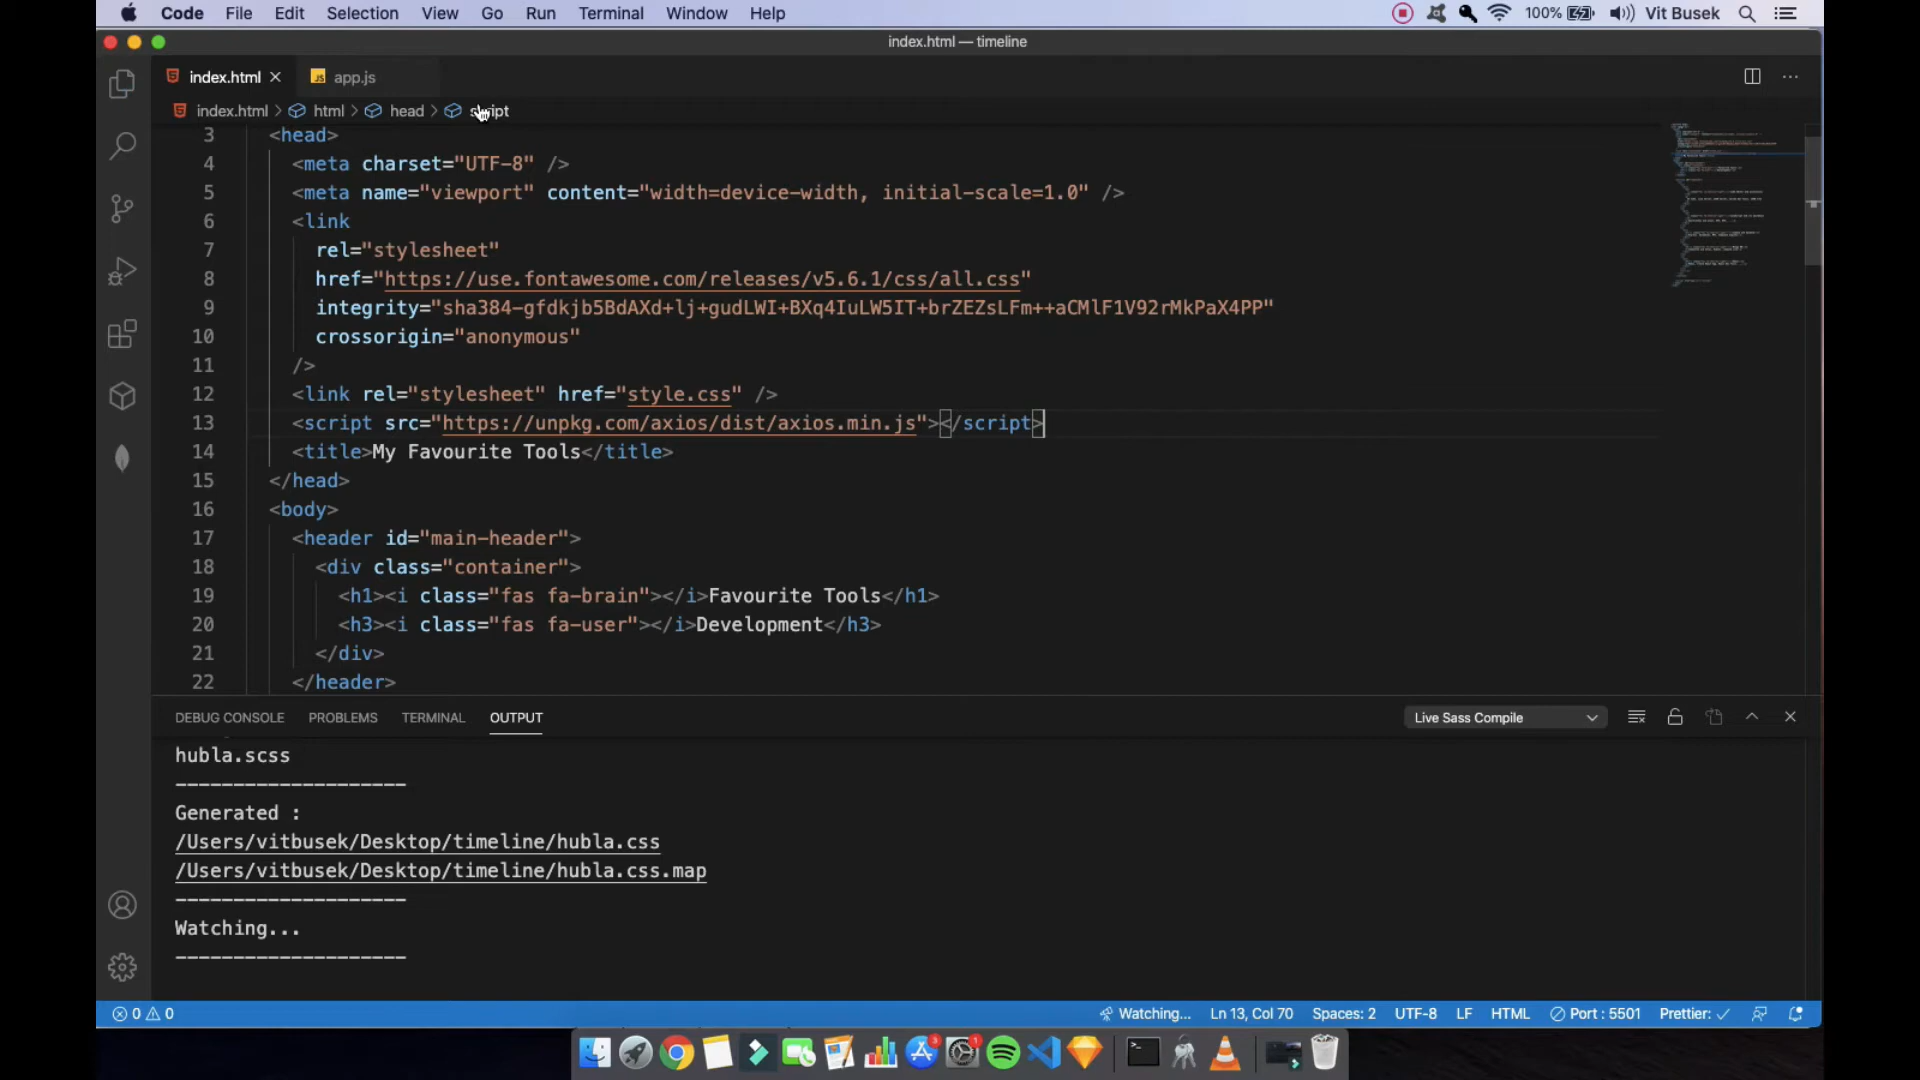 Code File Edit Selection View Go Run Terminal Window Help 100% Vit Busek
index.html — timeline
index.html app.js
index.html > html > head > script
3 <head>
4 <meta charset="UTF-8" />
5 <meta name="viewport" content="width=device-width, initial-scale=1.0" />
6 <link
7 rel="stylesheet"
8 href="https://use.fontawesome.com/releases/v5.6.1/css/all.css"
9 integrity="sha384-gfdkjb5BdAXd+lj+gudLWI+BXq4IuLW5IT+brZEZsLFm++aCMlF1V92rMkPaX4PP"
10 crossorigin="anonymous"
11 />
12 <link rel="stylesheet" href="style.css" />
13 <script src="https://unpkg.com/axios/dist/axios.min.js"></script>
14 <title>My Favourite Tools</title>
15 </head>
16 <body>
17 <header id="main-header">
18 <div class="container">
19 <h1><i class="fas fa-brain"></i>Favourite Tools</h1>
20 <h3><i class="fas fa-user"></i>Development</h3>
21 </div>
22 </header>
DEBUG CONSOLE PROBLEMS TERMINAL OUTPUT Live Sass Compile
hubla.scss
--------------------
Generated :
/Users/vitbusek/Desktop/timeline/hubla.css
/Users/vitbusek/Desktop/timeline/hubla.css.map
--------------------
Watching...
--------------------
0 0 Watching... Ln 13, Col 70 Spaces: 2 UTF-8 LF HTML Port : 5501 Prettier: ✓
3 1